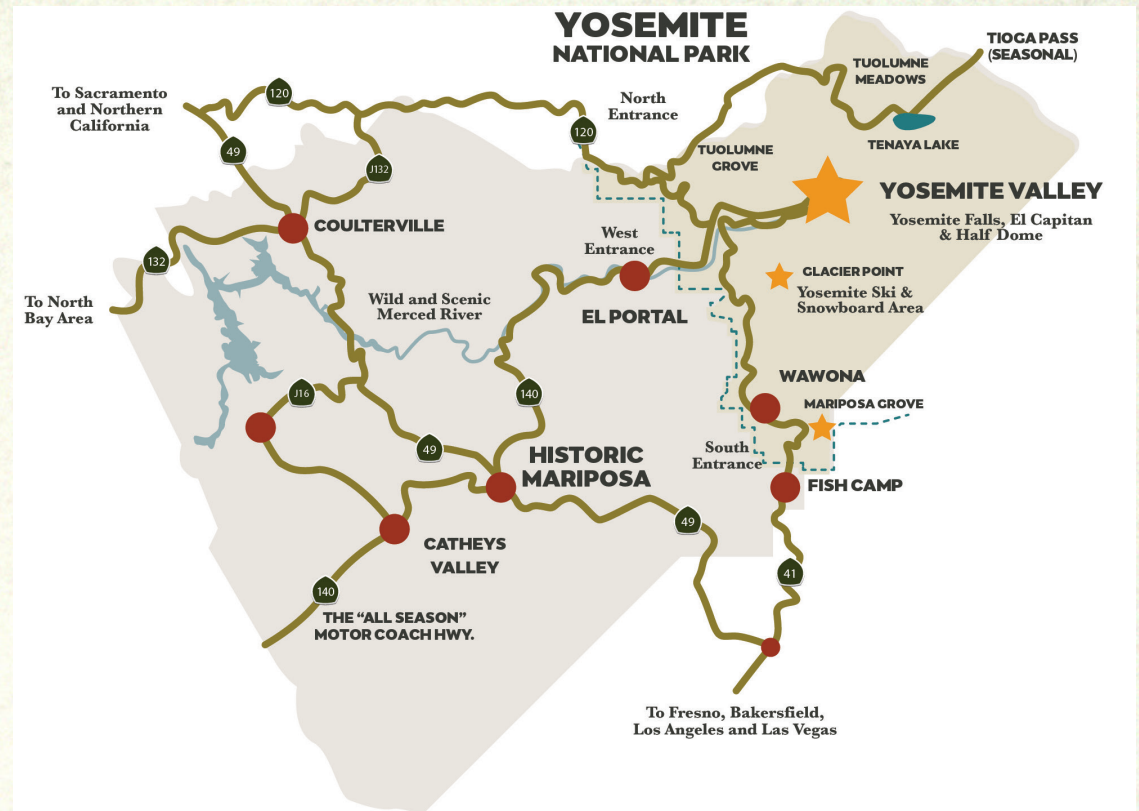 YOSEMITE
NATIONAL PARK
TIOGA PASS
(SEASONAL)
TUOLUMNE
MEADOWS
To Sacramento
and Northern
California
120
North
Entrance
120
TENAYA LAKE
49
J132
TUOLUMNE
GROVE
YOSEMITE VALLEY
Yosemite Falls, El Capitan
& Half Dome
COULTERVILLE
West
Entrance
132
GLACIER POINT
Yosemite Ski &
Snowboard Area
To North
Bay Area
Wild and Scenic
Merced River
EL PORTAL
WAWONA
J16
140
MARIPOSA GROVE
49
HISTORIC
MARIPOSA
South
Entrance
FISH CAMP
49
CATHEYS
VALLEY
41
140
THE “ALL SEASON”
MOTOR COACH HWY.
To Fresno, Bakersfield,
Los Angeles and Las Vegas